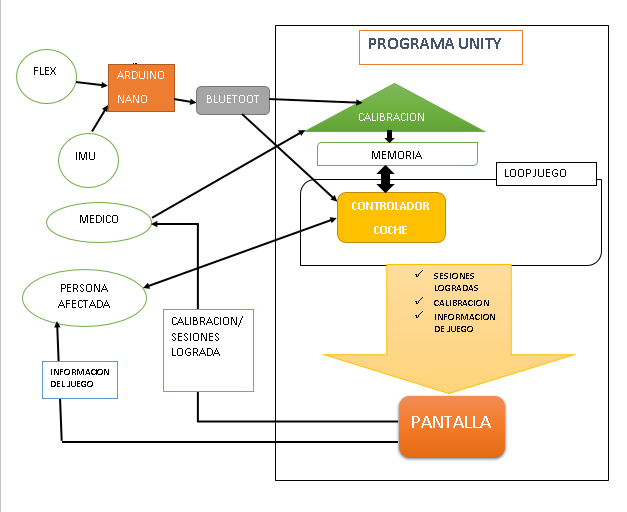 PROGRAMA UNITY
FLEX
ARDUINO
NANO
BLUETOOT
CALIBRACION
IMU
MEMORIA
LOOPJUEGO
MEDICO
CONTROLADOR
COCHE
PERSONA
AFECTADA
✓ SESIONES
LOGRADAS
✓ CALIBRACION
✓ INFORMACION
DE JUEGO
CALIBRACION/
SESIONES
LOGRADA
INFORMACION
DEL JUEGO
PANTALLA